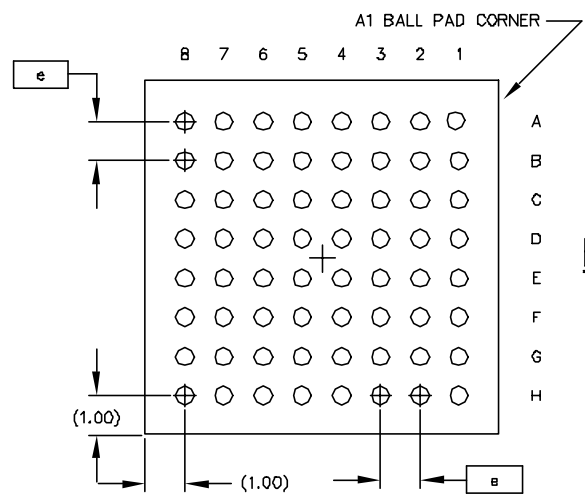 A1 BALL PAD CORNER
8 7 6 5 4 3 2 1
e
A
B
C
D
E
F
G
H
(1.00)
(1.00)
e